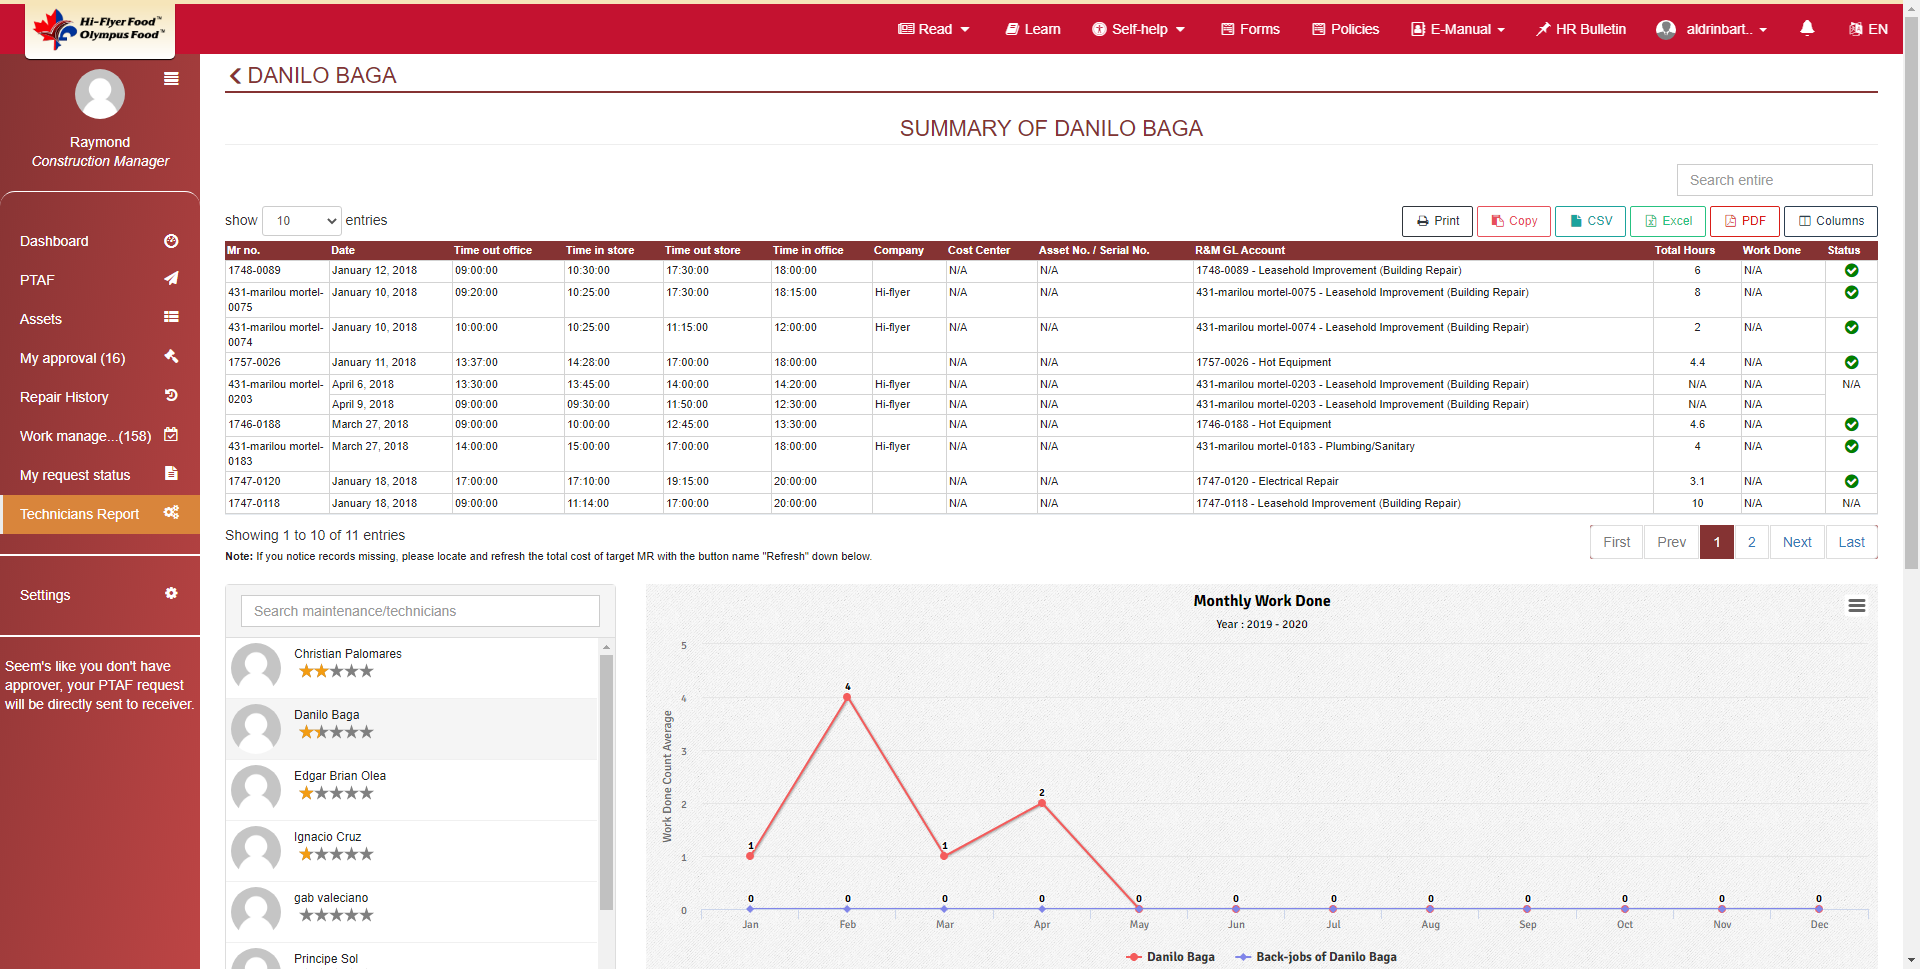 Hi-Flyer Food™
Olympus Food™
Read
Learn
Self-help
Forms
Policies
E-Manual
HR Bulletin
aldrinbart..
EN
Raymond
Construction Manager
Dashboard
PTAF
Assets
My approval (16)
Repair History
Work manage...(158)
My request status
Technicians Report
Settings
Seem's like you don't have
approver, your PTAF request
will be directly sent to receiver.
DANILO BAGA
SUMMARY OF DANILO BAGA
Search entire
show 10 entries
Print Copy CSV Excel PDF Columns
Mr no. Date Time out office Time in store Time out store Time in office Company Cost Center Asset No. / Serial No. R&M GL Account Total Hours Work Done Status
1748-0089 January 12, 2018 09:00:00 10:30:00 17:30:00 18:00:00 N/A N/A 1748-0089 - Leasehold Improvement (Building Repair) 6 N/A
431-marilou mortel- January 10, 2018 09:20:00 10:25:00 17:30:00 18:15:00 Hi-flyer N/A N/A 431-marilou mortel-0075 - Leasehold Improvement (Building Repair) 8 N/A
0075
431-marilou mortel- January 10, 2018 10:00:00 10:25:00 11:15:00 12:00:00 Hi-flyer N/A N/A 431-marilou mortel-0074 - Leasehold Improvement (Building Repair) 2 N/A
0074
1757-0026 January 11, 2018 13:37:00 14:28:00 17:00:00 18:00:00 N/A N/A 1757-0026 - Hot Equipment 4.4 N/A
431-marilou mortel- April 6, 2018 13:30:00 13:45:00 14:00:00 14:20:00 Hi-flyer N/A N/A 431-marilou mortel-0203 - Leasehold Improvement (Building Repair) N/A N/A N/A
0203
April 9, 2018 09:00:00 09:30:00 11:50:00 12:30:00 Hi-flyer N/A N/A 431-marilou mortel-0203 - Leasehold Improvement (Building Repair) N/A N/A
1746-0188 March 27, 2018 09:00:00 10:00:00 12:45:00 13:30:00 N/A N/A 1746-0188 - Hot Equipment 4.6 N/A
431-marilou mortel- March 27, 2018 14:00:00 15:00:00 17:00:00 18:00:00 Hi-flyer N/A N/A 431-marilou mortel-0183 - Plumbing/Sanitary 4 N/A
0183
1747-0120 January 18, 2018 17:00:00 17:10:00 19:15:00 20:00:00 N/A N/A 1747-0120 - Electrical Repair 3.1 N/A
1747-0118 January 18, 2018 09:00:00 11:14:00 17:00:00 20:00:00 N/A N/A 1747-0118 - Leasehold Improvement (Building Repair) 10 N/A N/A
Showing 1 to 10 of 11 entries
First Prev 1 2 Next Last
Note: If you notice records missing, please locate and refresh the total cost of target MR with the button name "Refresh" down below.
Search maintenance/technicians
Christian Palomares
Danilo Baga
Edgar Brian Olea
Ignacio Cruz
gab valeciano
Principe Sol
Monthly Work Done
Year : 2019 - 2020
Work Done Count Average
5
4
3
2
1
0
4
2
1 1
0 0 0 0 0 0 0 0 0 0 0 0
Jan Feb Mar Apr May Jun Jul Aug Sep Oct Nov Dec
Danilo Baga Back-jobs of Danilo Baga